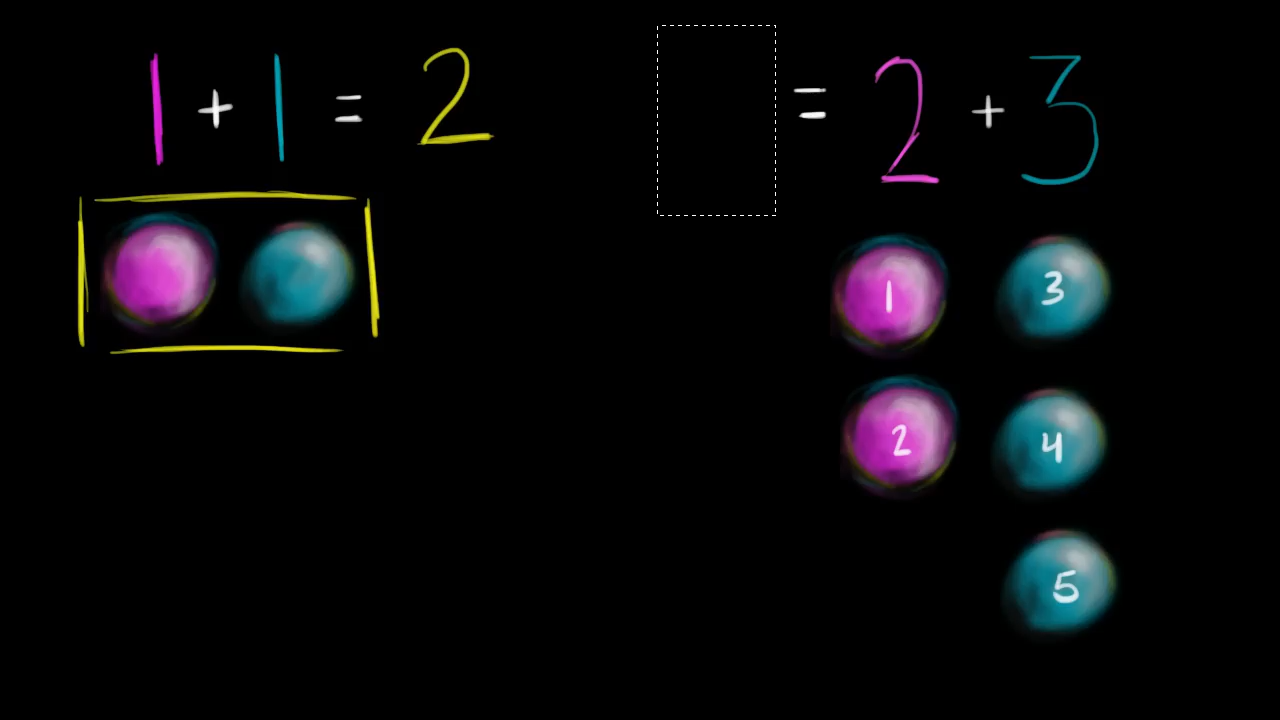 1 + 1 = 2
= 2 + 3
1 3
2 4
5